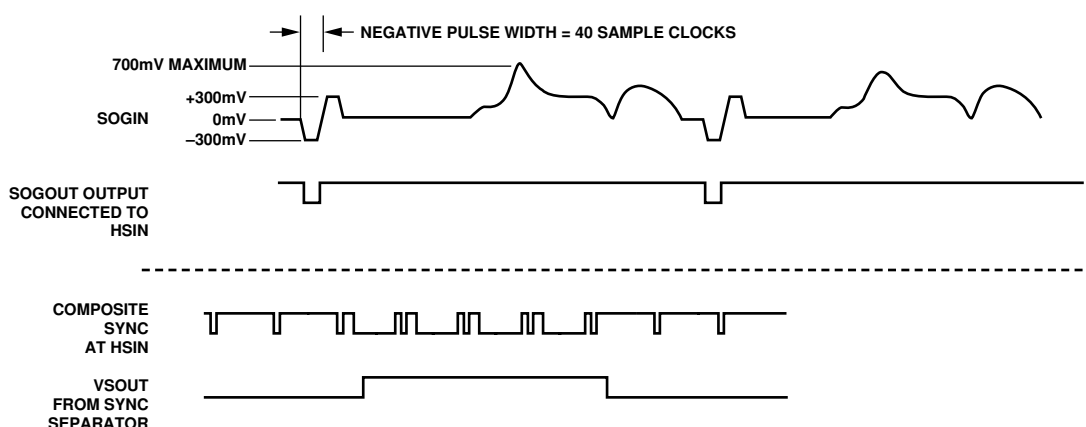 NEGATIVE PULSE WIDTH = 40 SAMPLE CLOCKS
700mV MAXIMUM
+300mV
SOGIN
0mV
–300mV
SOGOUT OUTPUT
CONNECTED TO
HSIN
COMPOSITE
SYNC
AT HSIN
VSOUT
FROM SYNC
SEPARATOR